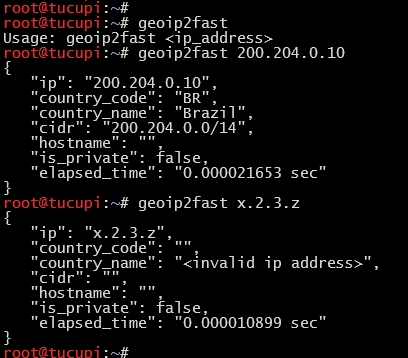 root@tucupi:~#
root@tucupi:~# geoip2fast
Usage: geoip2fast <ip_address>
root@tucupi:~# geoip2fast 200.204.0.10
{
   "ip": "200.204.0.10",
   "country_code": "BR",
   "country_name": "Brazil",
   "cidr": "200.204.0.0/14",
   "hostname": "",
   "is_private": false,
   "elapsed_time": "0.000021653 sec"
}
root@tucupi:~# geoip2fast x.2.3.z
{
   "ip": "x.2.3.z",
   "country_code": "",
   "country_name": "<invalid ip address>",
   "cidr": "",
   "hostname": "",
   "is_private": false,
   "elapsed_time": "0.000010899 sec"
}
root@tucupi:~#